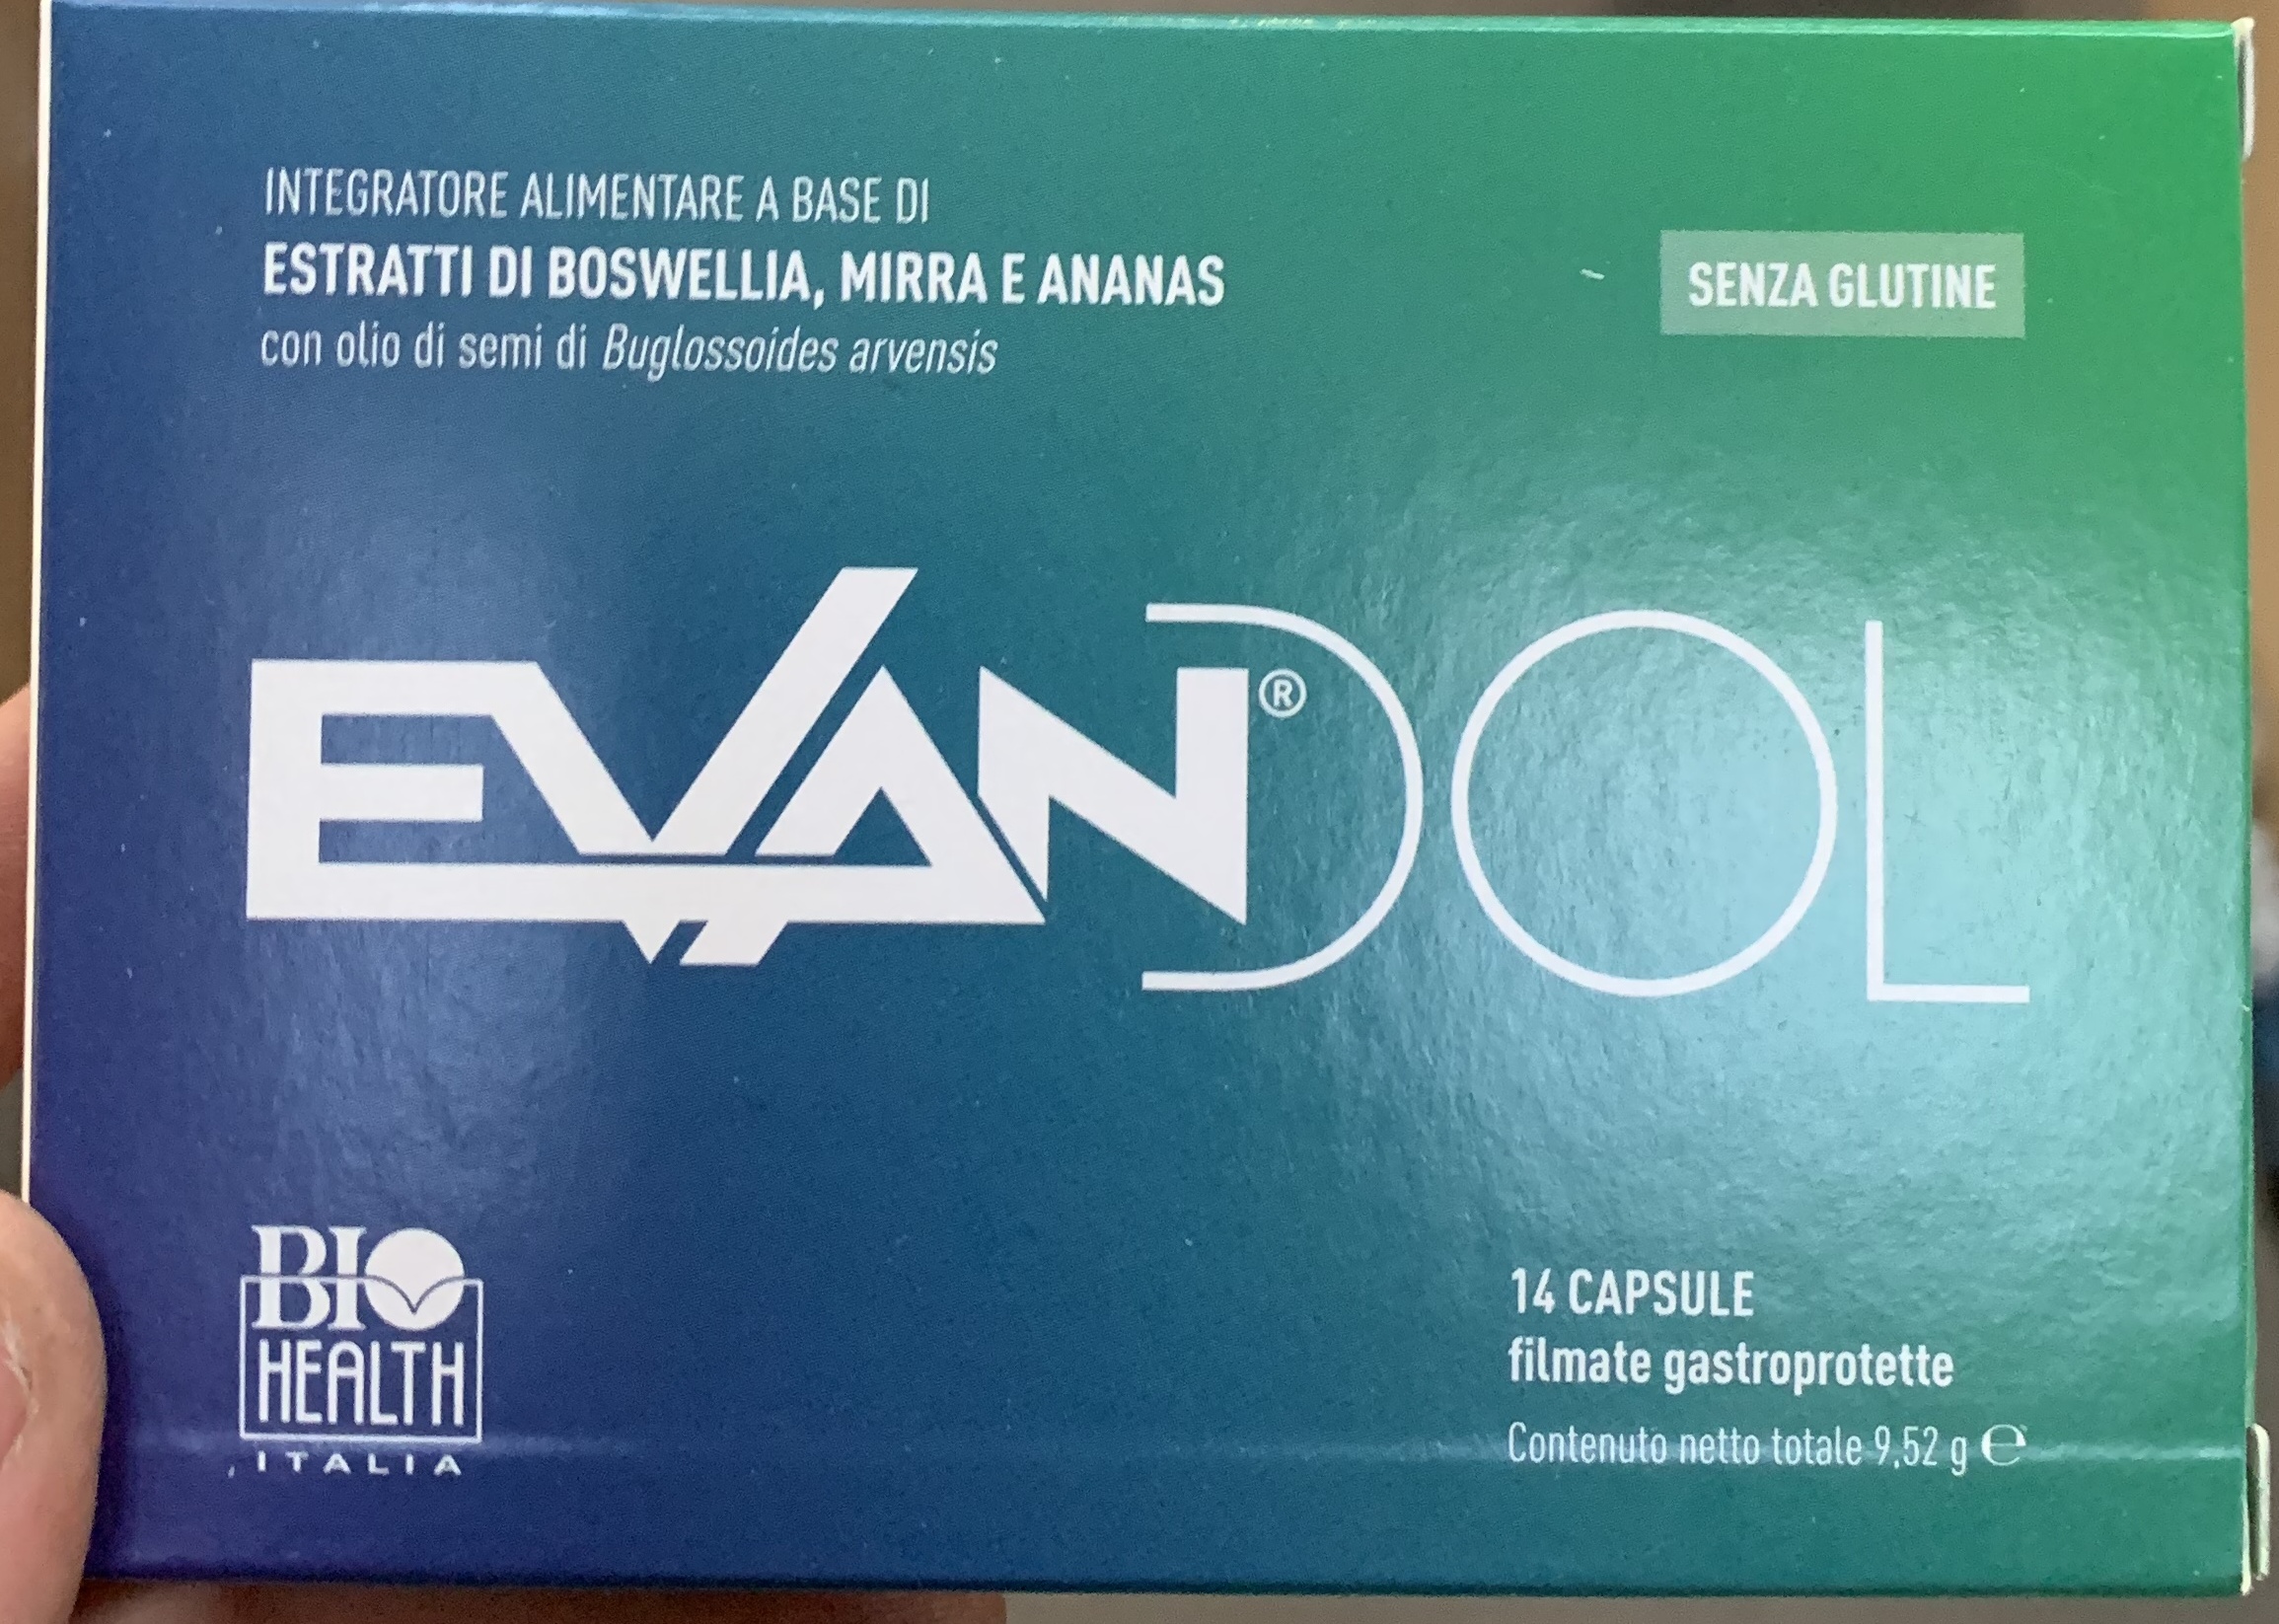 INTEGRATORE ALIMENTARE A BASE DI
ESTRATTI DI BOSWELLIA, MIRRA E ANANAS
con olio di semi di Buglossoides arvensis
SENZA GLUTINE
EVANDOL®
BIO
HEALTH
ITALIA
14 CAPSULE
filmate gastroprotette
Contenuto netto totale 9,52 g ℮